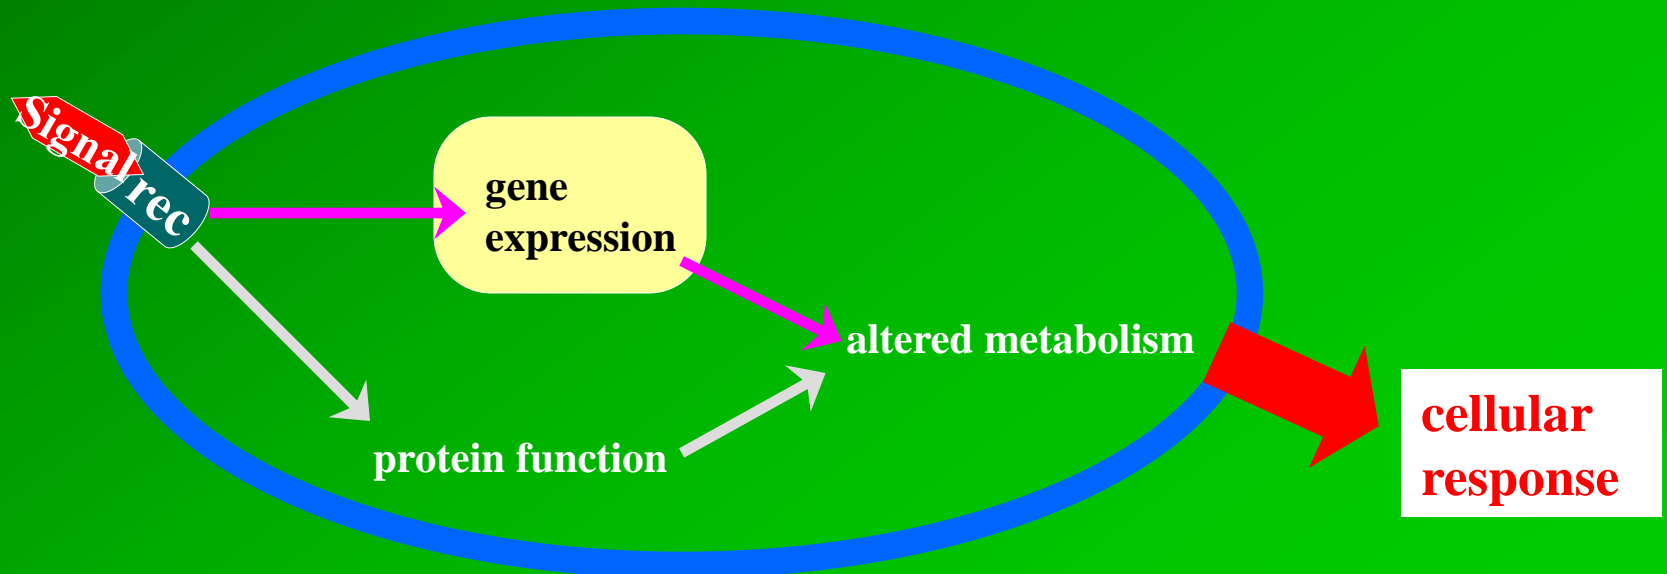 Signal
rec
gene
expression
altered metabolism
protein function
cellular
response